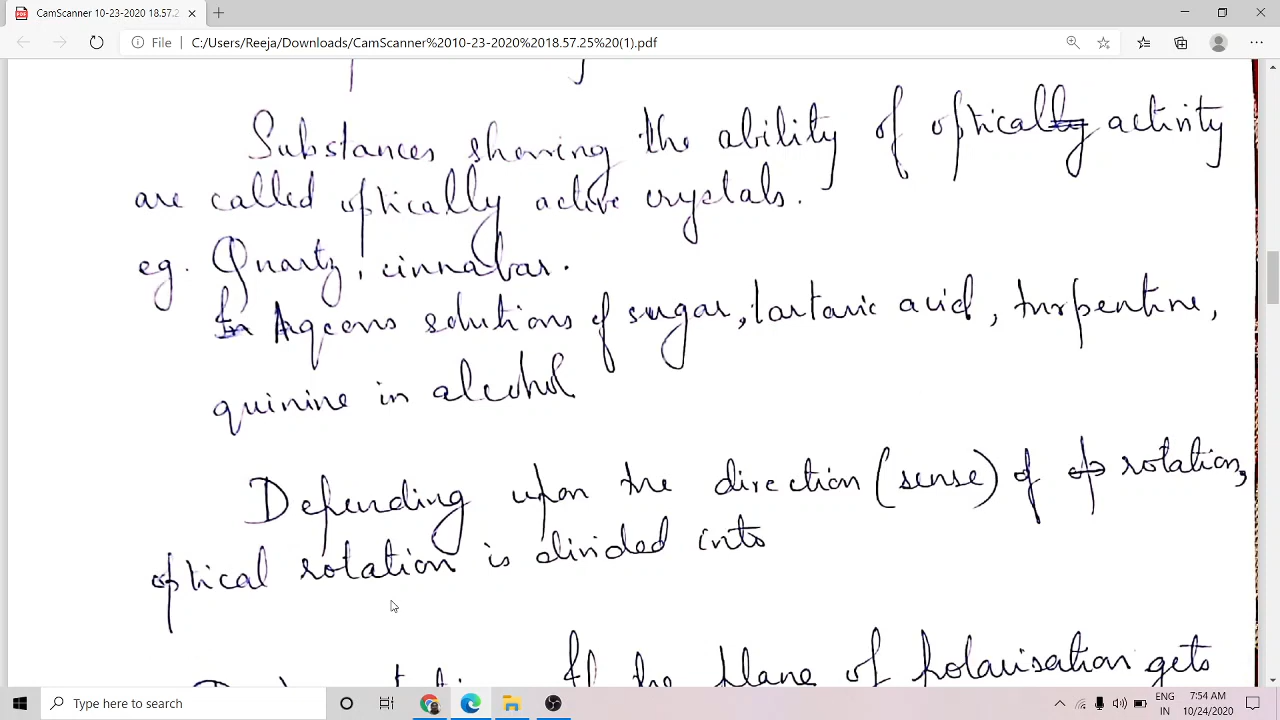 CamScanner 10-23-2020 18.57.2
File C:/Users/Reeja/Downloads/CamScanner%2010-23-2020%2018.57.25%20(1).pdf
Substances showing the ability of optically activity
are called optically active crystals.
eg. Quartz, cinnabar.
Aqeous solutions of sugar, tartaric acid, turpentine,
quinine in alcohol
Depending upon the direction (sense) of rotation,
optical rotation is divided into
If the plane of polarisation gets
Type here to search
ENG
IN
7:54 AM
10/24/2020